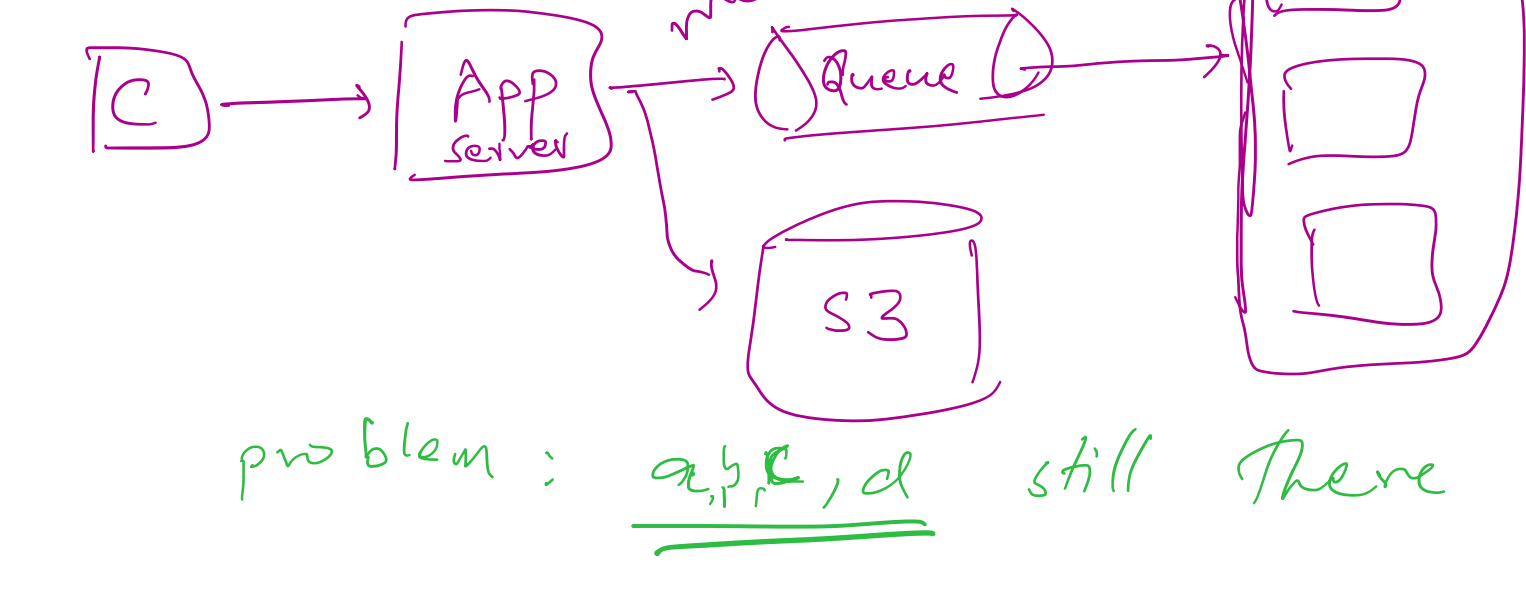 C
App
server
Queue
S3
problem: a,b,c,d still there